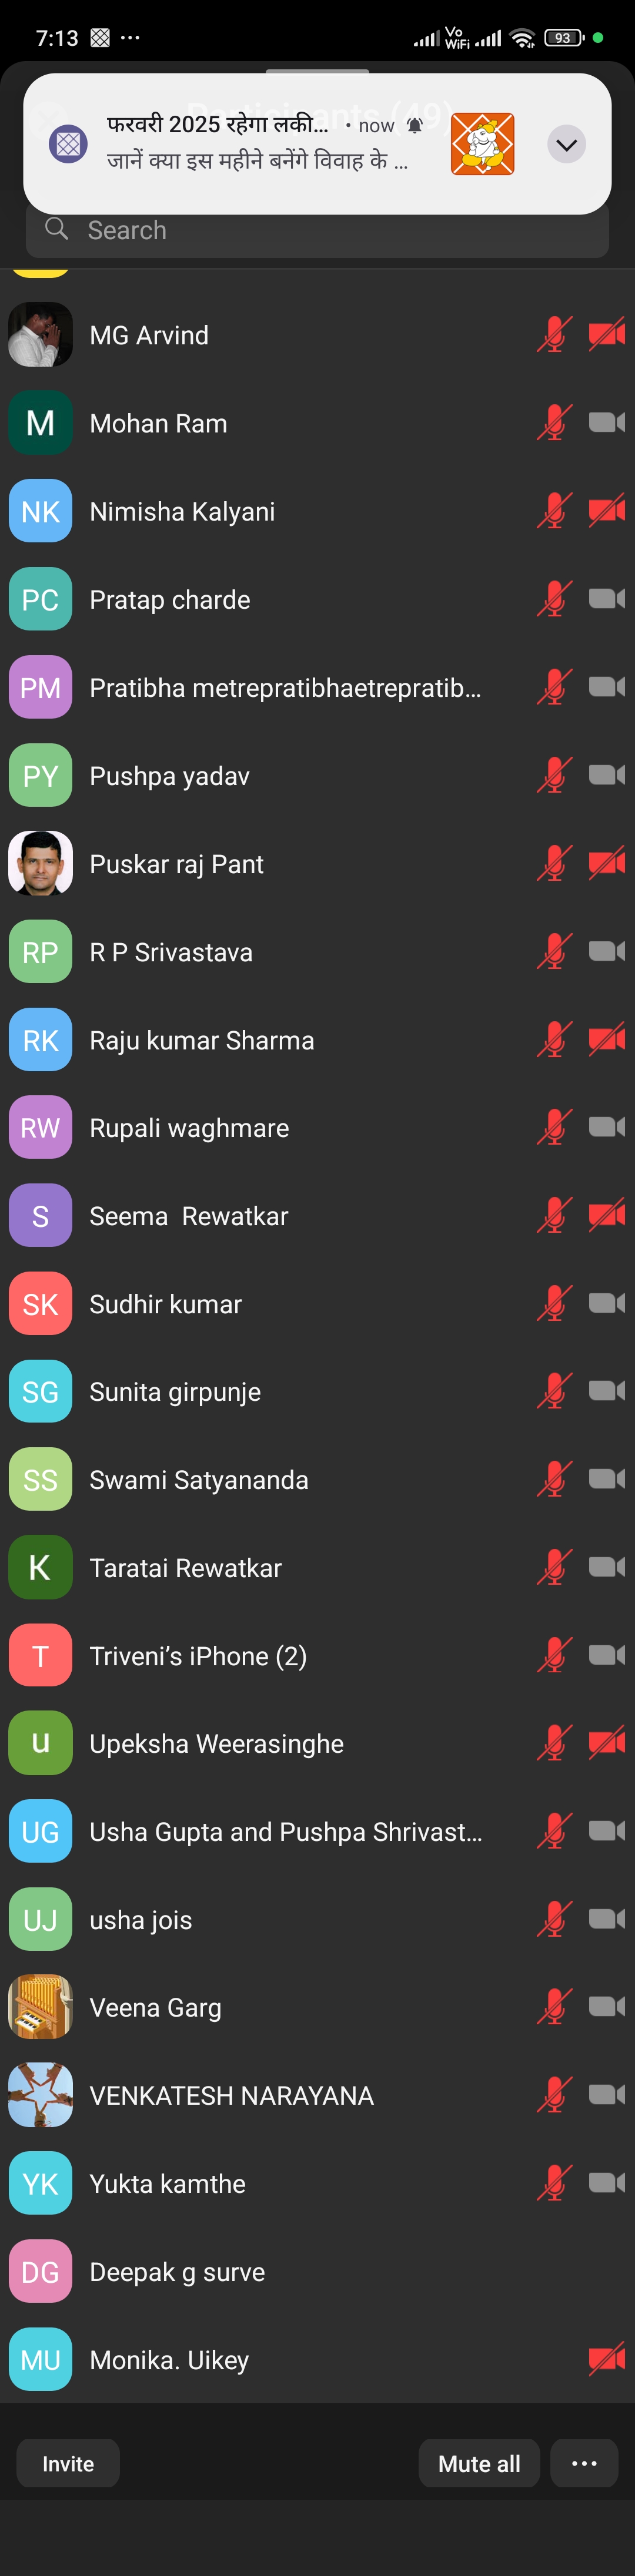 7:13
Vo
WiFi
93
Participants (49)
फरवरी 2025 रहेगा लकी... • now
जानें क्या इस महीने बनेंगे विवाह के ...
Search
MG Arvind
M
Mohan Ram
NK
Nimisha Kalyani
PC
Pratap charde
PM
Pratibha metrepratibhaetrepratib...
PY
Pushpa yadav
Puskar raj Pant
RP
R P Srivastava
RK
Raju kumar Sharma
RW
Rupali waghmare
S
Seema  Rewatkar
SK
Sudhir kumar
SG
Sunita girpunje
SS
Swami Satyananda
K
Taratai Rewatkar
T
Triveni’s iPhone (2)
u
Upeksha Weerasinghe
UG
Usha Gupta and Pushpa Shrivast...
UJ
usha jois
Veena Garg
VENKATESH NARAYANA
YK
Yukta kamthe
DG
Deepak g surve
MU
Monika. Uikey
Invite
Mute all